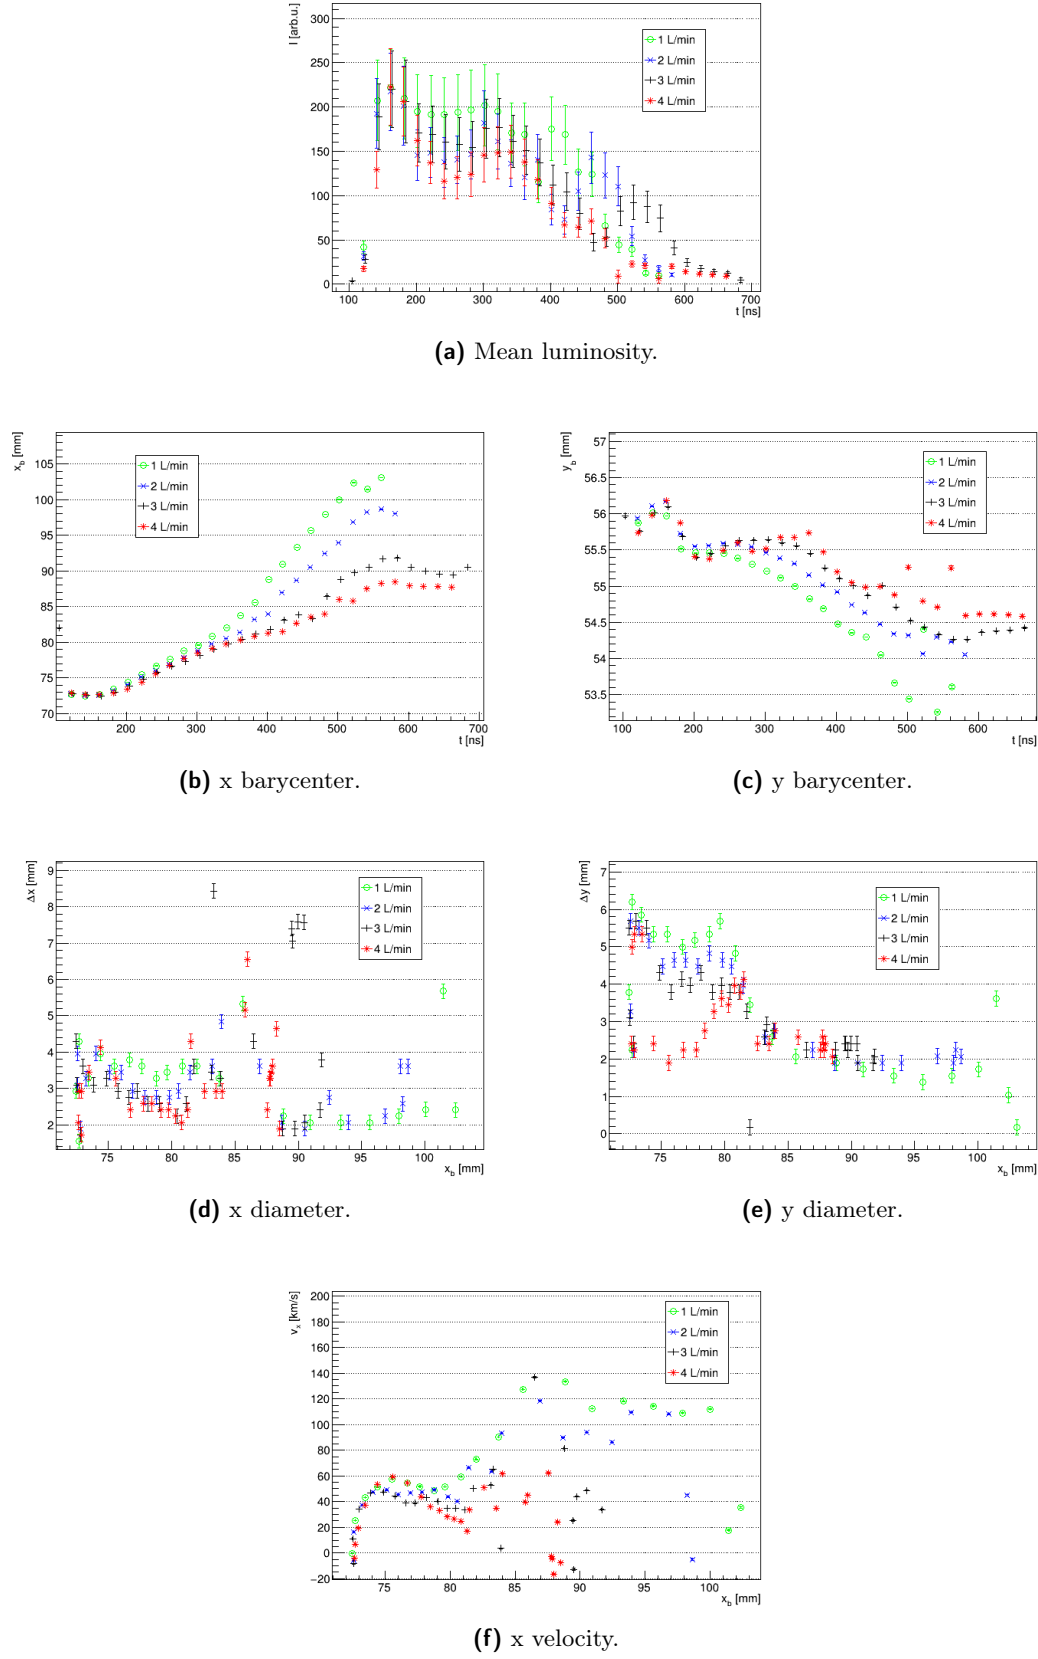 I [arb.u.]
300
250
200
150
100
50
0
1 L/min
2 L/min
3 L/min
4 L/min
100 200 300 400 500 600 700
t [ns]
(a) Mean luminosity.
x_b [mm]
105
100
95
90
85
80
75
70
1 L/min
2 L/min
3 L/min
4 L/min
200 300 400 500 600 700
t [ns]
(b) x barycenter.
y_b [mm]
57
56.5
56
55.5
55
54.5
54
53.5
1 L/min
2 L/min
3 L/min
4 L/min
100 200 300 400 500 600
t [ns]
(c) y barycenter.
Δx [mm]
9
8
7
6
5
4
3
2
1 L/min
2 L/min
3 L/min
4 L/min
75 80 85 90 95 100
x_b [mm]
(d) x diameter.
Δy [mm]
7
6
5
4
3
2
1
0
1 L/min
2 L/min
3 L/min
4 L/min
75 80 85 90 95 100
x_b [mm]
(e) y diameter.
v_x [km/s]
200
180
160
140
120
100
80
60
40
20
0
−20
1 L/min
2 L/min
3 L/min
4 L/min
75 80 85 90 95 100
x_b [mm]
(f) x velocity.